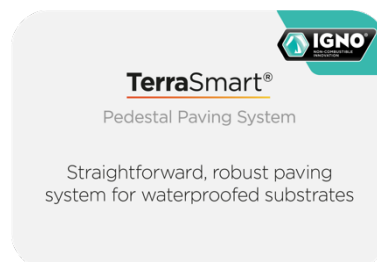 IGNO®
NON-COMBUSTIBLE
INNOVATION
TerraSmart®
Pedestal Paving System
Straightforward, robust paving
system for waterproofed substrates